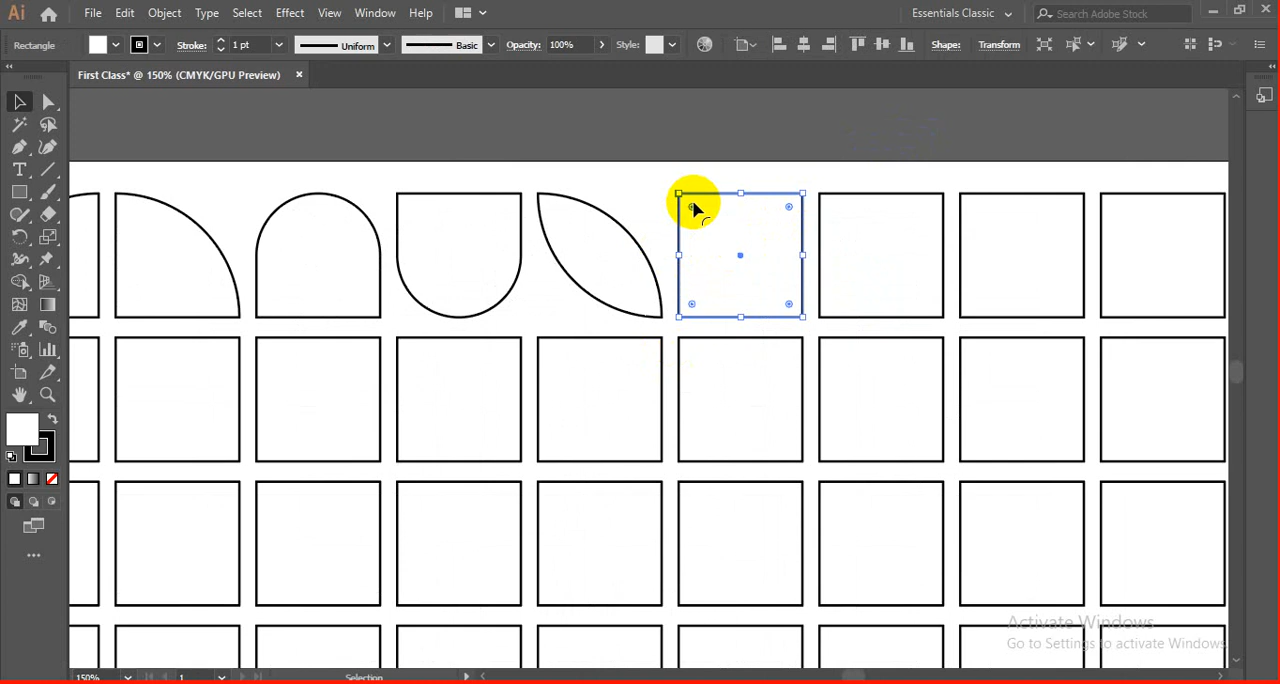 Ai File Edit Object Type Select Effect View Window Help Essentials Classic Search Adobe Stock
Rectangle Stroke: 1 pt Uniform Basic Opacity: 100% Style: Shape: Transform
First Class* @ 150% (CMYK/GPU Preview) ×
T
Activate Windows
Go to Settings to activate Windows.
150% 1 Selection